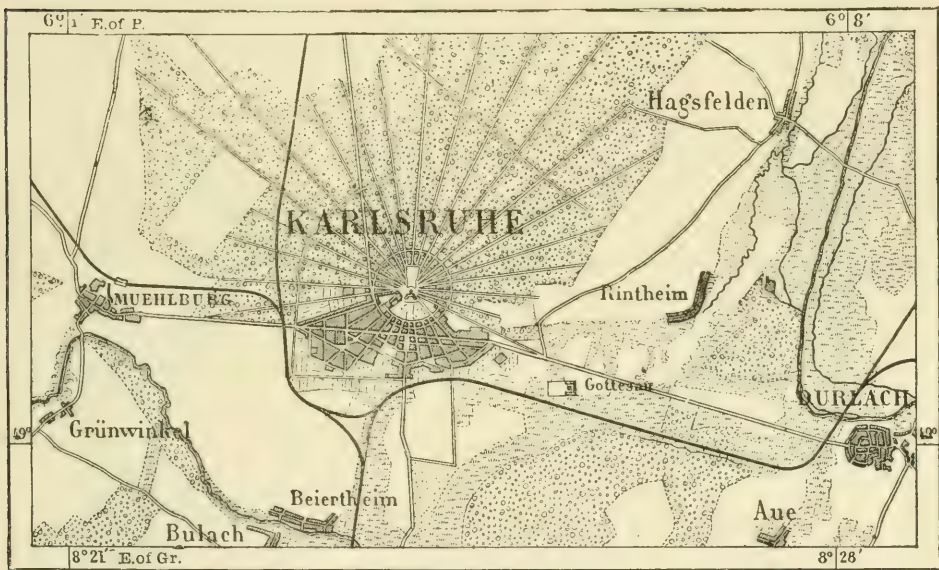 6° 1' E.of P.
6° 8'
Hagsfelden
KARLSRUHE
MUEHLBURG
Rintheim
Gottesau
DURLACH
Grünwinkel
49°
49°
Beiertheim
Aue
Bulach
8° 21' E.of Gr.
8° 28'